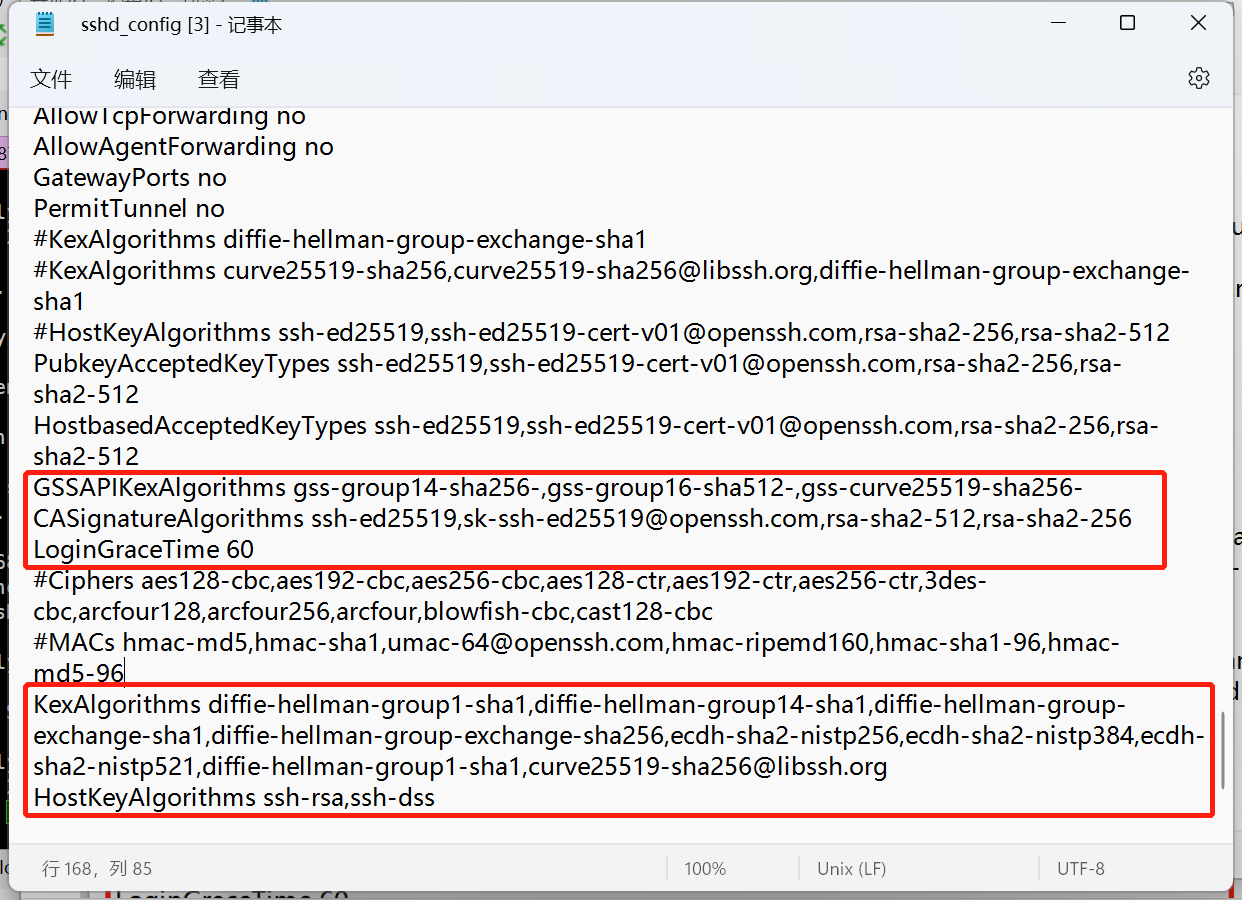 sshd_config [3] - 记事本
文件 编辑 查看
AllowTcpForwarding no
AllowAgentForwarding no
GatewayPorts no
PermitTunnel no
#KexAlgorithms diffie-hellman-group-exchange-sha1
#KexAlgorithms curve25519-sha256,curve25519-sha256@libssh.org,diffie-hellman-group-exchange-
sha1
#HostKeyAlgorithms ssh-ed25519,ssh-ed25519-cert-v01@openssh.com,rsa-sha2-256,rsa-sha2-512
PubkeyAcceptedKeyTypes ssh-ed25519,ssh-ed25519-cert-v01@openssh.com,rsa-sha2-256,rsa-
sha2-512
HostbasedAcceptedKeyTypes ssh-ed25519,ssh-ed25519-cert-v01@openssh.com,rsa-sha2-256,rsa-
sha2-512
GSSAPIKexAlgorithms gss-group14-sha256-,gss-group16-sha512-,gss-curve25519-sha256-
CASignatureAlgorithms ssh-ed25519,sk-ssh-ed25519@openssh.com,rsa-sha2-512,rsa-sha2-256
LoginGraceTime 60
#Ciphers aes128-cbc,aes192-cbc,aes256-cbc,aes128-ctr,aes192-ctr,aes256-ctr,3des-
cbc,arcfour128,arcfour256,arcfour,blowfish-cbc,cast128-cbc
#MACs hmac-md5,hmac-sha1,umac-64@openssh.com,hmac-ripemd160,hmac-sha1-96,hmac-
md5-96
KexAlgorithms diffie-hellman-group1-sha1,diffie-hellman-group14-sha1,diffie-hellman-group-
exchange-sha1,diffie-hellman-group-exchange-sha256,ecdh-sha2-nistp256,ecdh-sha2-nistp384,ecdh-
sha2-nistp521,diffie-hellman-group1-sha1,curve25519-sha256@libssh.org
HostKeyAlgorithms ssh-rsa,ssh-dss
行 168，列 85 100% Unix (LF) UTF-8
LoginGraceTime 60